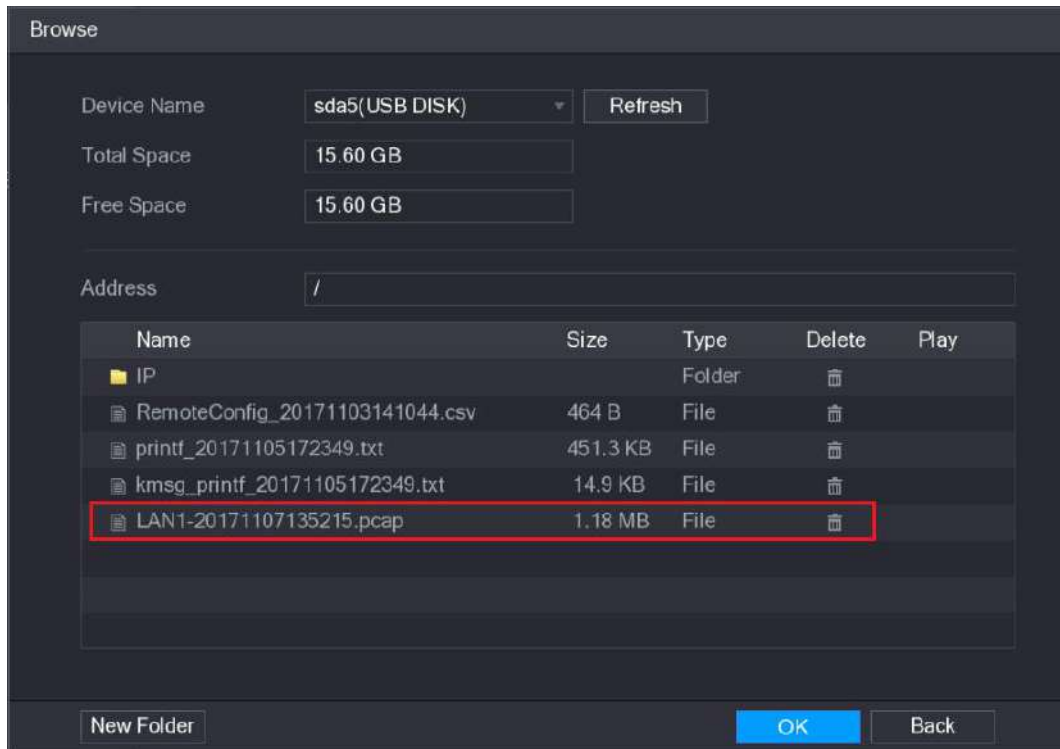 Browse
Device Name sda5(USB DISK) Refresh
Total Space 15.60 GB
Free Space 15.60 GB
Address /
Name Size Type Delete Play
IP Folder
RemoteConfig_20171103141044.csv 464 B File
printf_20171105172349.txt 451.3 KB File
kmsg_printf_20171105172349.txt 14.9 KB File
LAN1-20171107135215.pcap 1.18 MB File
New Folder OK Back